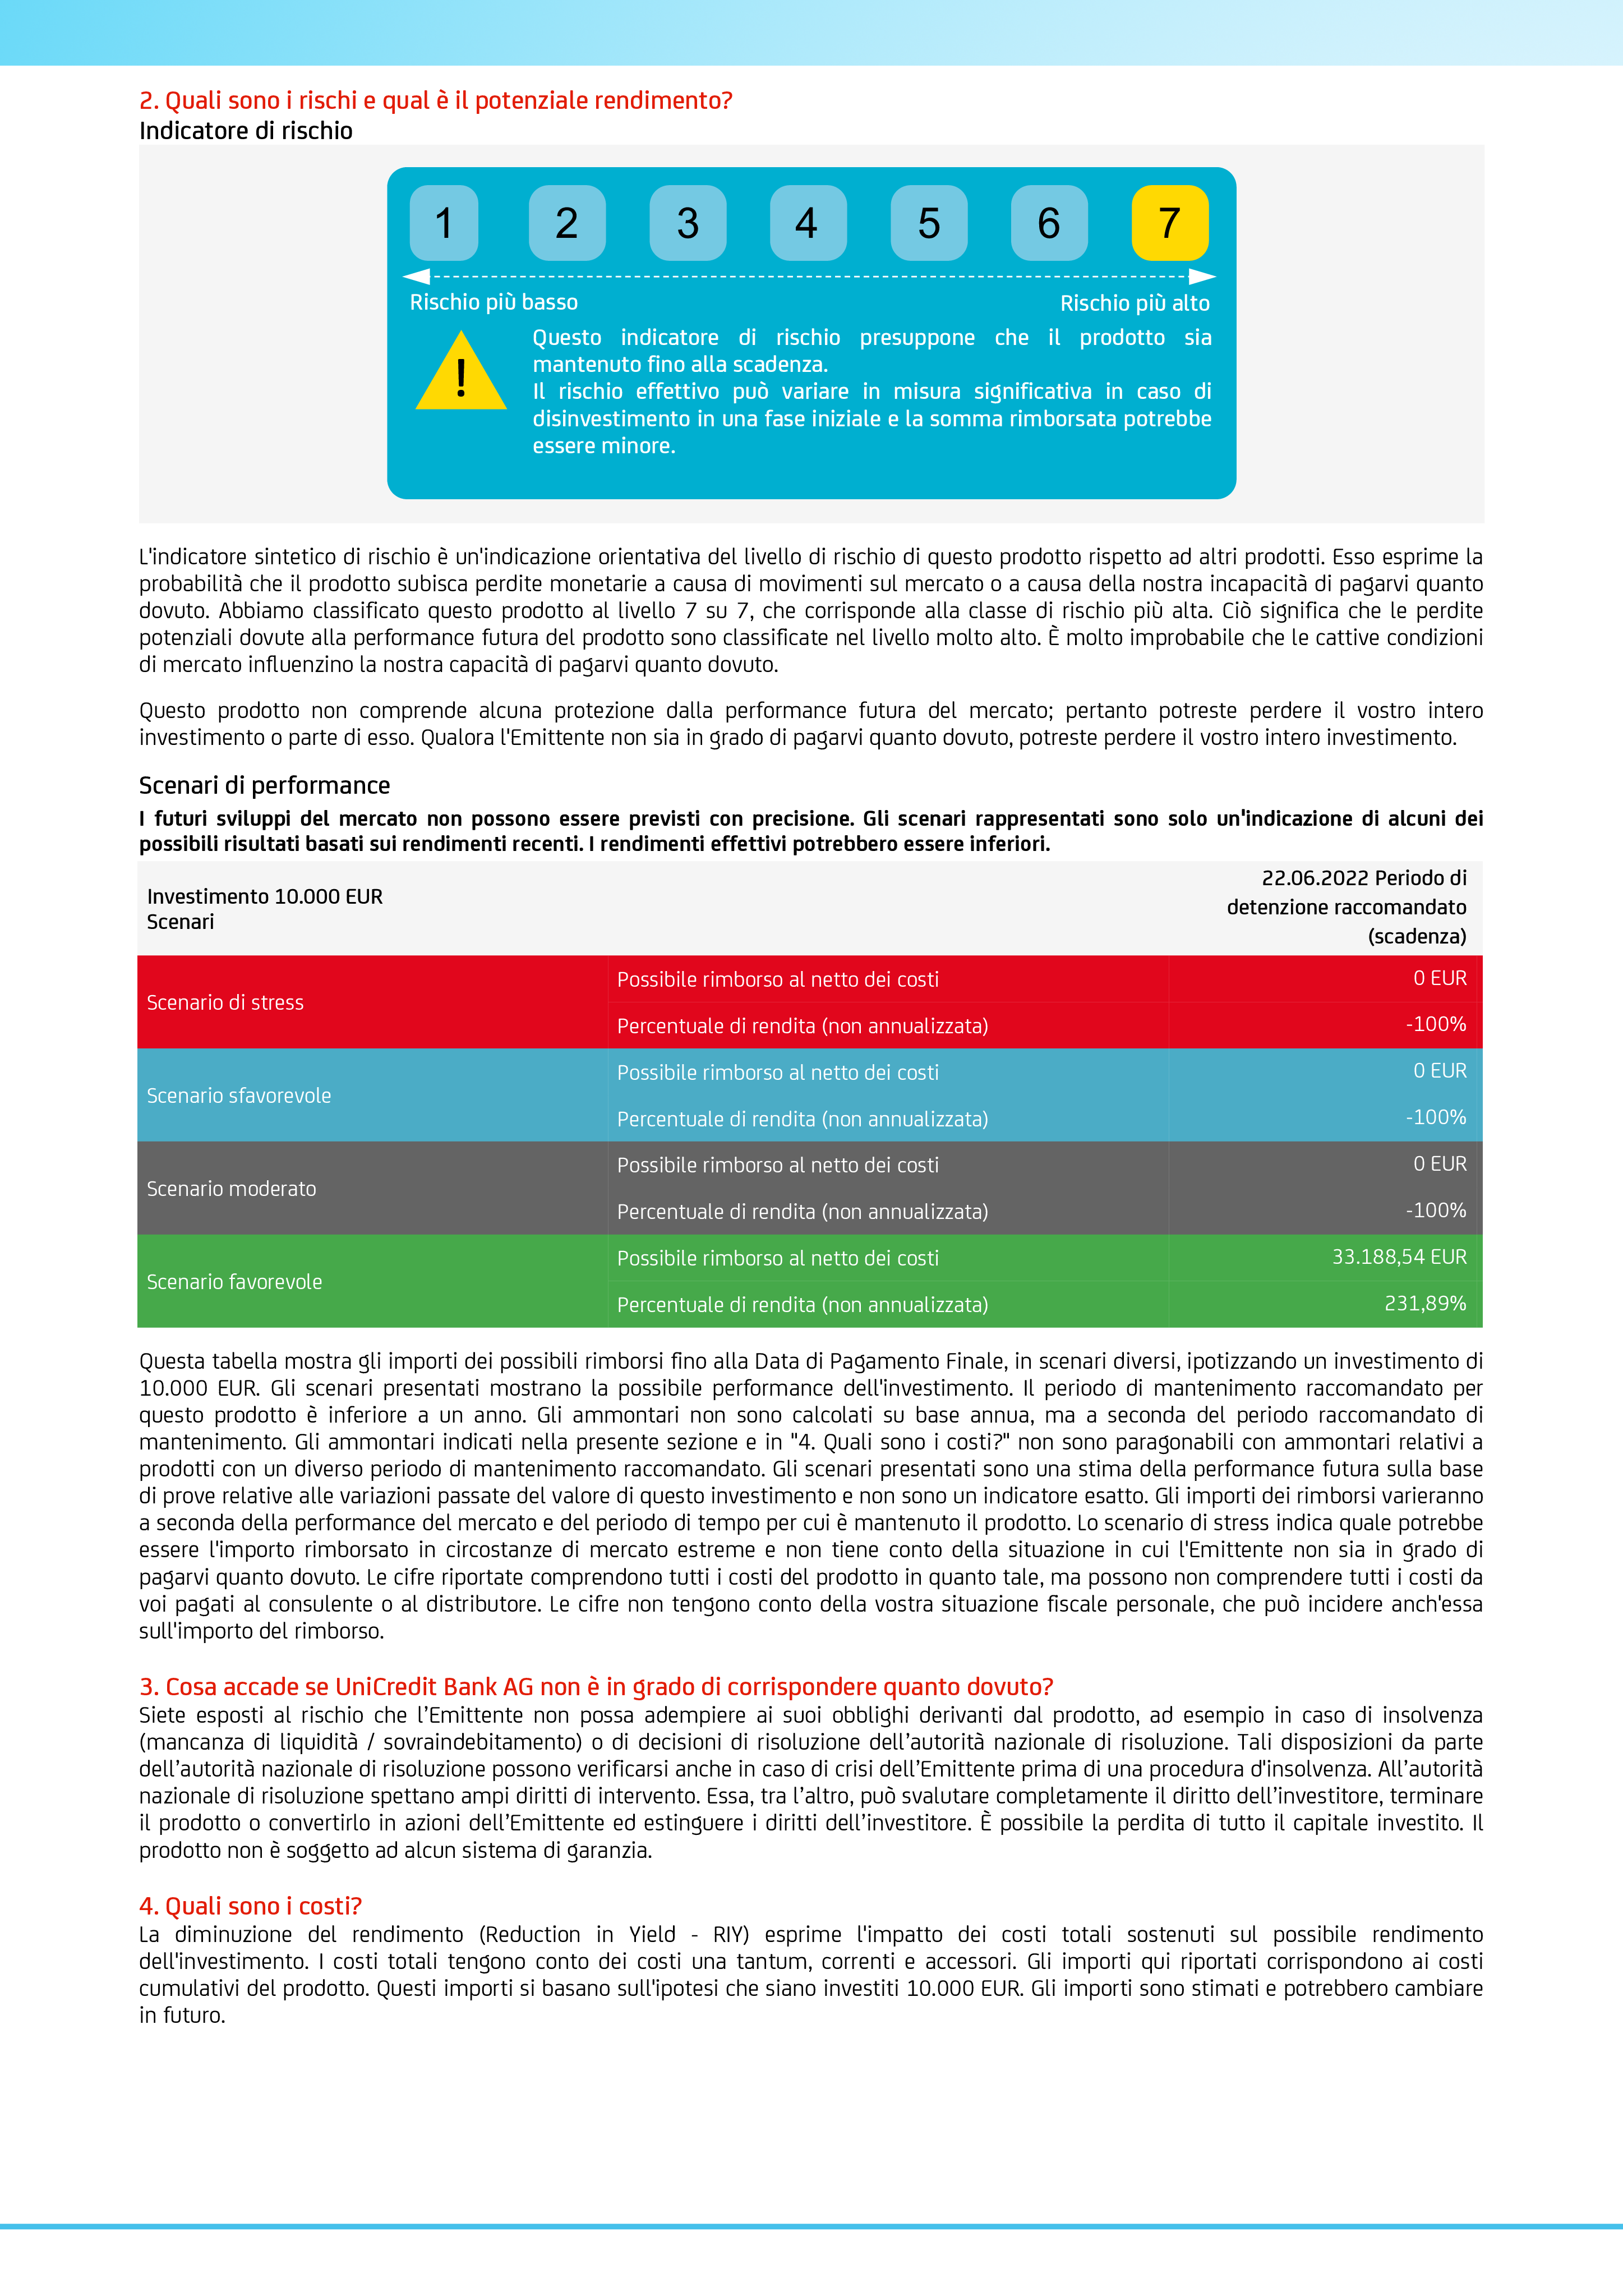 2. Quali sono i rischi e qual è il potenziale rendimento?
Indicatore di rischio
1 2 3 4 5 6 7
Rischio più basso Rischio più alto
!
Questo indicatore di rischio presuppone che il prodotto sia
mantenuto fino alla scadenza.
Il rischio effettivo può variare in misura significativa in caso di
disinvestimento in una fase iniziale e la somma rimborsata potrebbe
essere minore.
L'indicatore sintetico di rischio è un'indicazione orientativa del livello di rischio di questo prodotto rispetto ad altri prodotti. Esso esprime la
probabilità che il prodotto subisca perdite monetarie a causa di movimenti sul mercato o a causa della nostra incapacità di pagarvi quanto
dovuto. Abbiamo classificato questo prodotto al livello 7 su 7, che corrisponde alla classe di rischio più alta. Ciò significa che le perdite
potenziali dovute alla performance futura del prodotto sono classificate nel livello molto alto. È molto improbabile che le cattive condizioni
di mercato influenzino la nostra capacità di pagarvi quanto dovuto.
Questo prodotto non comprende alcuna protezione dalla performance futura del mercato; pertanto potreste perdere il vostro intero
investimento o parte di esso. Qualora l'Emittente non sia in grado di pagarvi quanto dovuto, potreste perdere il vostro intero investimento.
Scenari di performance
I futuri sviluppi del mercato non possono essere previsti con precisione. Gli scenari rappresentati sono solo un'indicazione di alcuni dei
possibili risultati basati sui rendimenti recenti. I rendimenti effettivi potrebbero essere inferiori.
Investimento 10.000 EUR
Scenari
22.06.2022 Periodo di
detenzione raccomandato
(scadenza)
Scenario di stress
Possibile rimborso al netto dei costi 0 EUR
Percentuale di rendita (non annualizzata) -100%
Scenario sfavorevole
Possibile rimborso al netto dei costi 0 EUR
Percentuale di rendita (non annualizzata) -100%
Scenario moderato
Possibile rimborso al netto dei costi 0 EUR
Percentuale di rendita (non annualizzata) -100%
Scenario favorevole
Possibile rimborso al netto dei costi 33.188,54 EUR
Percentuale di rendita (non annualizzata) 231,89%
Questa tabella mostra gli importi dei possibili rimborsi fino alla Data di Pagamento Finale, in scenari diversi, ipotizzando un investimento di
10.000 EUR. Gli scenari presentati mostrano la possibile performance dell'investimento. Il periodo di mantenimento raccomandato per
questo prodotto è inferiore a un anno. Gli ammontari non sono calcolati su base annua, ma a seconda del periodo raccomandato di
mantenimento. Gli ammontari indicati nella presente sezione e in "4. Quali sono i costi?" non sono paragonabili con ammontari relativi a
prodotti con un diverso periodo di mantenimento raccomandato. Gli scenari presentati sono una stima della performance futura sulla base
di prove relative alle variazioni passate del valore di questo investimento e non sono un indicatore esatto. Gli importi dei rimborsi varieranno
a seconda della performance del mercato e del periodo di tempo per cui è mantenuto il prodotto. Lo scenario di stress indica quale potrebbe
essere l'importo rimborsato in circostanze di mercato estreme e non tiene conto della situazione in cui l'Emittente non sia in grado di
pagarvi quanto dovuto. Le cifre riportate comprendono tutti i costi del prodotto in quanto tale, ma possono non comprendere tutti i costi da
voi pagati al consulente o al distributore. Le cifre non tengono conto della vostra situazione fiscale personale, che può incidere anch'essa
sull'importo del rimborso.
3. Cosa accade se UniCredit Bank AG non è in grado di corrispondere quanto dovuto?
Siete esposti al rischio che l’Emittente non possa adempiere ai suoi obblighi derivanti dal prodotto, ad esempio in caso di insolvenza
(mancanza di liquidità / sovraindebitamento) o di decisioni di risoluzione dell’autorità nazionale di risoluzione. Tali disposizioni da parte
dell’autorità nazionale di risoluzione possono verificarsi anche in caso di crisi dell’Emittente prima di una procedura d'insolvenza. All’autorità
nazionale di risoluzione spettano ampi diritti di intervento. Essa, tra l’altro, può svalutare completamente il diritto dell’investitore, terminare
il prodotto o convertirlo in azioni dell’Emittente ed estinguere i diritti dell’investitore. È possibile la perdita di tutto il capitale investito. Il
prodotto non è soggetto ad alcun sistema di garanzia.
4. Quali sono i costi?
La diminuzione del rendimento (Reduction in Yield - RIY) esprime l'impatto dei costi totali sostenuti sul possibile rendimento
dell'investimento. I costi totali tengono conto dei costi una tantum, correnti e accessori. Gli importi qui riportati corrispondono ai costi
cumulativi del prodotto. Questi importi si basano sull'ipotesi che siano investiti 10.000 EUR. Gli importi sono stimati e potrebbero cambiare
in futuro.